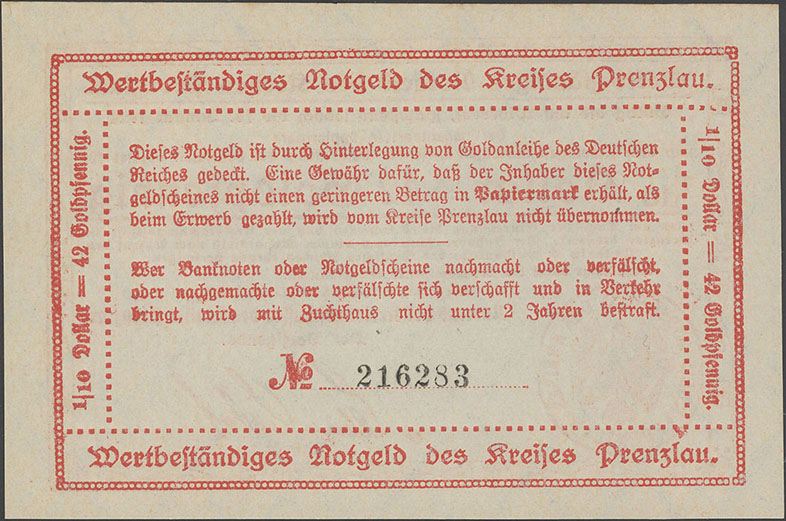 Wertbeständiges Notgeld des Kreises Prenzlau.
1/10 Dollar = 42 Goldpfennig.
Dieses Notgeld ist durch Hinterlegung von Goldanleihe des Deutschen
Reiches gedeckt. Eine Gewähr dafür, daß der Inhaber dieses Not-
geldscheines nicht einen geringeren Betrag in Papiermark erhält, als
beim Erwerb gezahlt, wird vom Kreise Prenzlau nicht übernommen.
Wer Banknoten oder Notgeldscheine nachmacht oder verfälscht,
oder nachgemachte oder verfälschte sich verschafft und in Verkehr
bringt, wird mit Zuchthaus nicht unter 2 Jahren bestraft.
№ 216283
1/10 Dollar = 42 Goldpfennig.
Wertbeständiges Notgeld des Kreises Prenzlau.